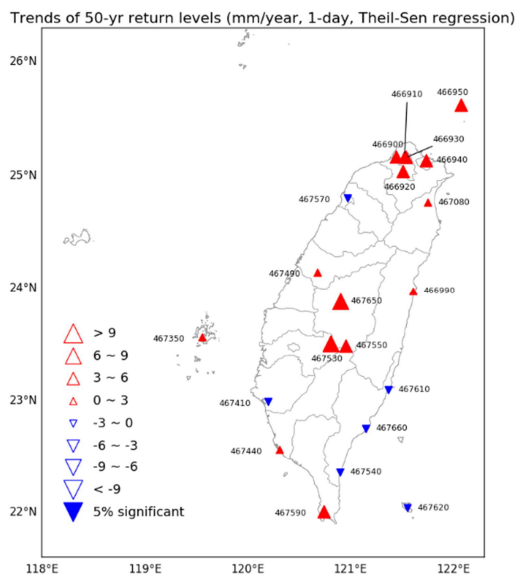 Trends of 50-yr return levels (mm/year, 1-day, Theil-Sen regression)
26°N
25°N
24°N
23°N
22°N
118°E
119°E
120°E
121°E
122°E
466910
466950
466900
466930
466940
466920
467570
467080
467490
466990
467650
467350
467550
467530
467610
467410
467660
467440
467540
467590
467620
> 9
6 ~ 9
3 ~ 6
0 ~ 3
-3 ~ 0
-6 ~ -3
-9 ~ -6
< -9
5% significant